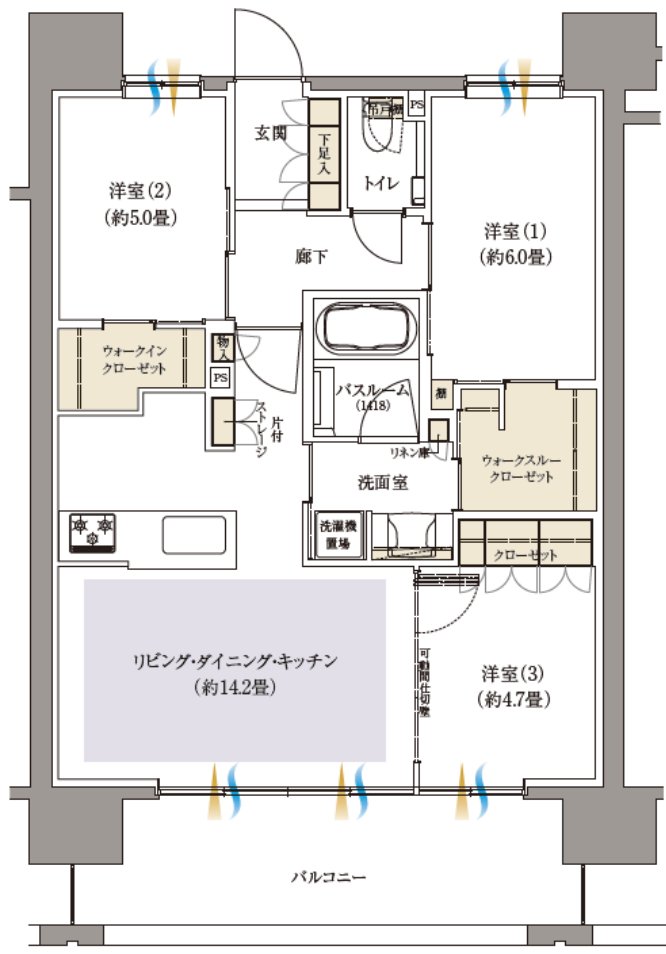 玄関
下足入
吊戸棚
PS
トイレ
洋室(2)
(約5.0畳)
洋室(1)
(約6.0畳)
廊下
ウォークイン
クローゼット
物入
PS
片付
ストレージ
バスルーム
(1418)
棚
リネン庫
ウォークスルー
クローゼット
洗面室
洗濯機
置場
クローゼット
リビング・ダイニング・キッチン
(約14.2畳)
可動間仕切壁
洋室(3)
(約4.7畳)
バルコニー